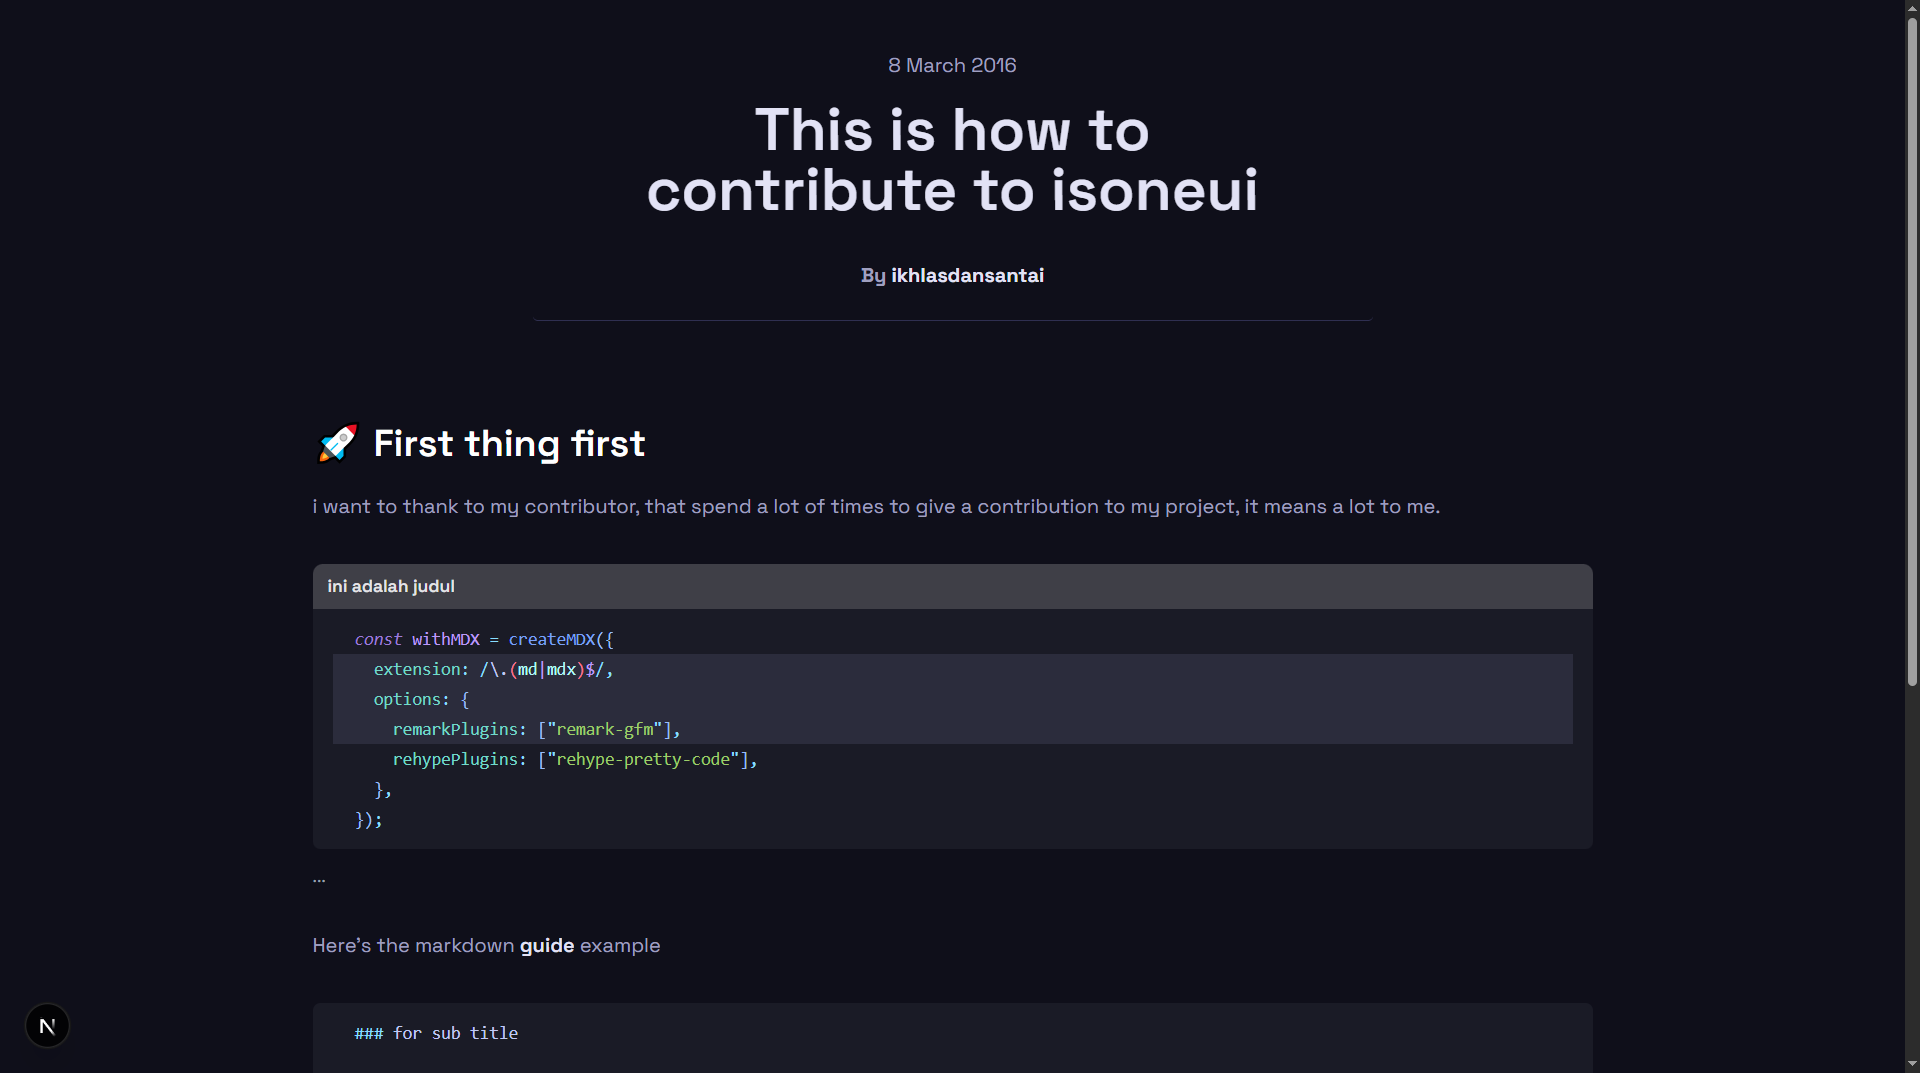 8 March 2016
This is how to
contribute to isoneui
By ikhlasdansantai
🚀 First thing first
i want to thank to my contributor, that spend a lot of times to give a contribution to my project, it means a lot to me.
ini adalah judul
const withMDX = createMDX({
  extension: /\.(md|mdx)$/,
  options: {
    remarkPlugins: ["remark-gfm"],
    rehypePlugins: ["rehype-pretty-code"],
  },
});
...
Here's the markdown guide example
### for sub title
N